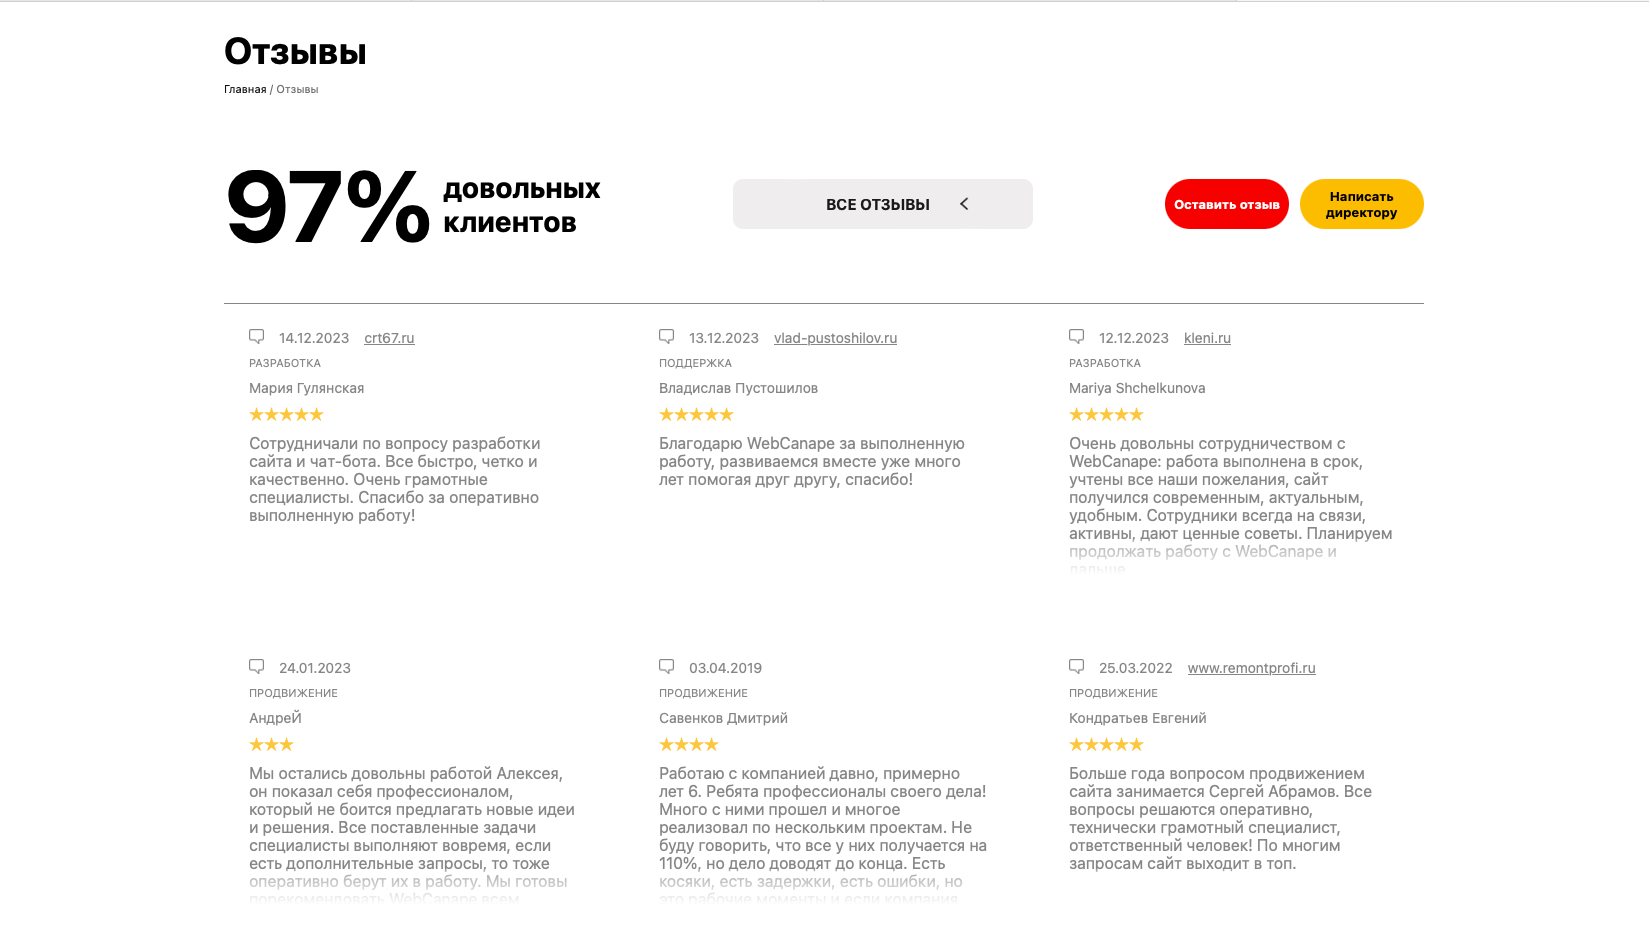 Отзывы
Главная / Отзывы
97% довольных
клиентов
ВСЕ ОТЗЫВЫ
Оставить отзыв
Написать
директору
14.12.2023 crt67.ru
РАЗРАБОТКА
Мария Гулянская
Сотрудничали по вопросу разработки
сайта и чат-бота. Все быстро, четко и
качественно. Очень грамотные
специалисты. Спасибо за оперативно
выполненную работу!
13.12.2023 vlad-pustoshilov.ru
ПОДДЕРЖКА
Владислав Пустошилов
Благодарю WebCanape за выполненную
работу, развиваемся вместе уже много
лет помогая друг другу, спасибо!
12.12.2023 kleni.ru
РАЗРАБОТКА
Mariya Shchelkunova
Очень довольны сотрудничеством с
WebCanape: работа выполнена в срок,
учтены все наши пожелания, сайт
получился современным, актуальным,
удобным. Сотрудники всегда на связи,
активны, дают ценные советы. Планируем
продолжать работу с WebCanape и
дальше.
24.01.2023
ПРОДВИЖЕНИЕ
АндреЙ
Мы остались довольны работой Алексея,
он показал себя профессионалом,
который не боится предлагать новые идеи
и решения. Все поставленные задачи
специалисты выполняют вовремя, если
есть дополнительные запросы, то тоже
оперативно берут их в работу. Мы готовы
порекомендовать WebCanape всем
03.04.2019
ПРОДВИЖЕНИЕ
Савенков Дмитрий
Работаю с компанией давно, примерно
лет 6. Ребята профессионалы своего дела!
Много с ними прошел и многое
реализовал по нескольким проектам. Не
буду говорить, что все у них получается на
110%, но дело доводят до конца. Есть
косяки, есть задержки, есть ошибки, но
это рабочие моменты и если компания
25.03.2022 www.remontprofi.ru
ПРОДВИЖЕНИЕ
Кондратьев Евгений
Больше года вопросом продвижением
сайта занимается Сергей Абрамов. Все
вопросы решаются оперативно,
технически грамотный специалист,
ответственный человек! По многим
запросам сайт выходит в топ.